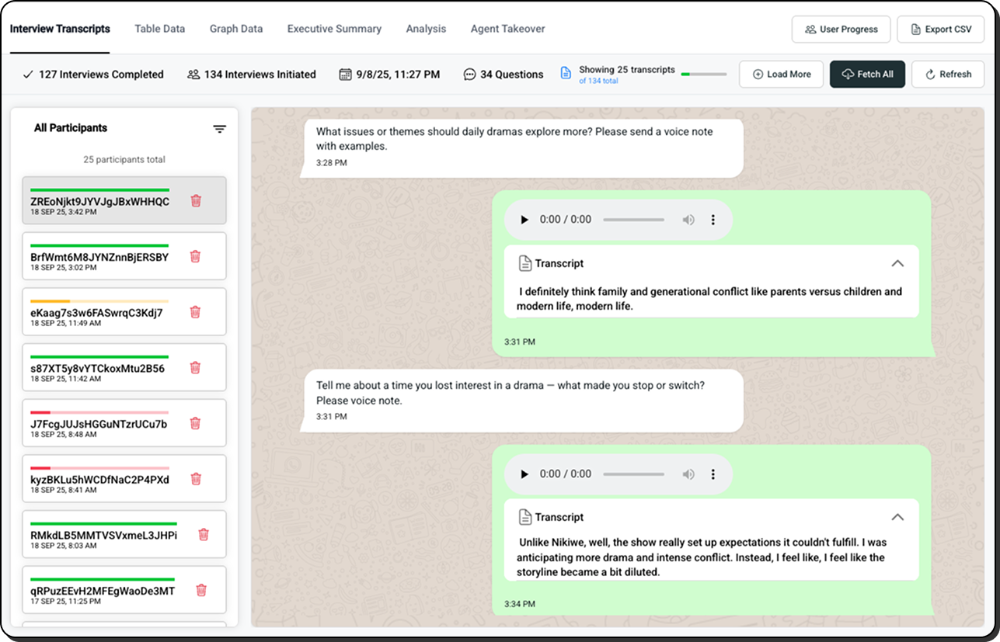 Interview Transcripts
Table Data
Graph Data
Executive Summary
Analysis
Agent Takeover
User Progress
Export CSV
127 Interviews Completed
134 Interviews Initiated
9/8/25, 11:27 PM
34 Questions
Showing 25 transcripts
of 134 total
Load More
Fetch All
Refresh
All Participants
25 participants total
ZREoNjkt9JYVJgJBxWHHQC
18 SEP 25, 3:42 PM
BrfWmt6M8JYNZnnBjERSBY
18 SEP 25, 3:02 PM
eKaag7s3w6FASwrqC3Kdj7
18 SEP 25, 11:49 AM
s87XT5y8vYTCkoxMtu2B56
18 SEP 25, 11:42 AM
J7FcgJUJsHGGuNTzrUCu7b
18 SEP 25, 8:48 AM
kyzBKLu5hWCDfNaC2P4PXd
18 SEP 25, 8:41 AM
RMkdLB5MMTVSVxmeL3JHPi
18 SEP 25, 8:03 AM
qRPuzEEvH2MFEgWaoDe3MT
17 SEP 25, 11:25 PM
What issues or themes should daily dramas explore more? Please send a voice note
with examples.
3:28 PM
0:00 / 0:00
Transcript
I definitely think family and generational conflict like parents versus children and
modern life, modern life.
3:31 PM
Tell me about a time you lost interest in a drama — what made you stop or switch?
Please voice note.
3:31 PM
0:00 / 0:00
Transcript
Unlike Nikiwe, well, the show really set up expectations it couldn't fulfill. I was
anticipating more drama and intense conflict. Instead, I feel like, I feel like the
storyline became a bit diluted.
3:34 PM